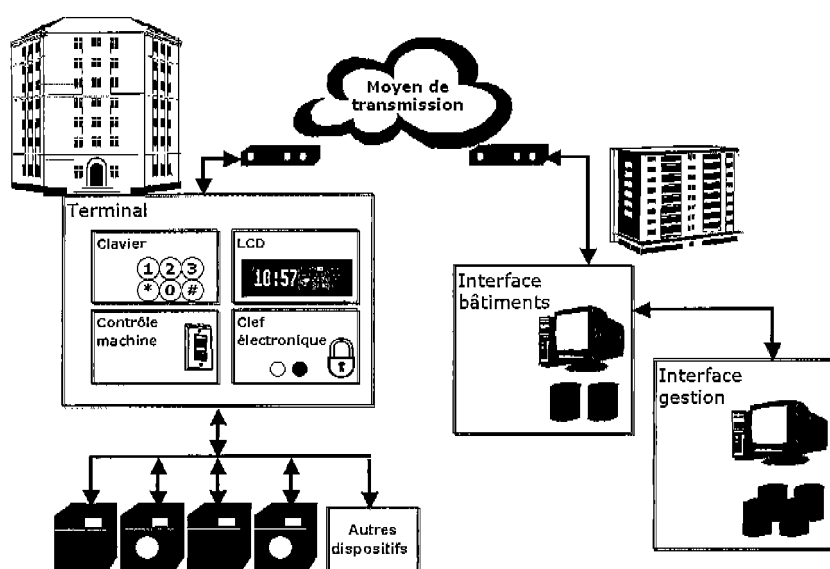 Moyen de
transmission
Terminal
Clavier
1 2 3
* 0 #
LCD
10:57
Contrôle
machine
Clef
électronique
Interface
bâtiments
Interface
gestion
Autres
dispositifs